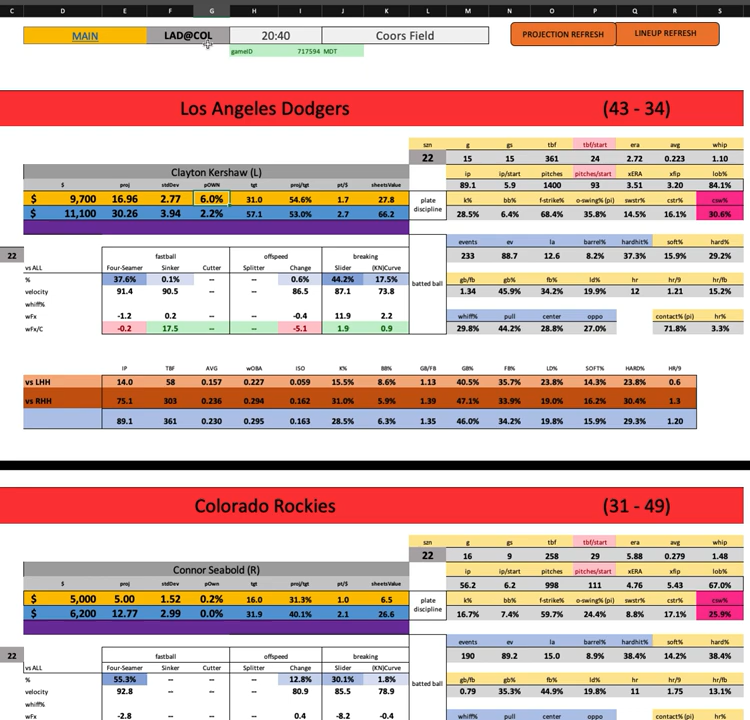 C D E F G H I J K L M N O P Q R S
MAIN LAD@COL 20:40 Coors Field PROJECTION REFRESH LINEUP REFRESH
gameID 717594 MDT
Los Angeles Dodgers (43 - 34)
szn g gs tbf tbf/start era avg whip
22 15 15 361 24 2.72 0.223 1.10
Clayton Kershaw (L) ip ip/start pitches pitches/start xERA xfip lob%
$ proj stdDev pOWN tgt proj/tgt pt/$ sheetsValue 89.1 5.9 1400 93 3.51 3.20 84.1%
$ 9,700 16.96 2.77 6.0% 31.0 54.6% 1.7 27.8 plate discipline k% bb% f-strike% o-swing% (pi) swstr% cstr% csw%
$ 11,100 30.26 3.94 2.2% 57.1 53.0% 2.7 66.2 28.5% 6.4% 68.4% 35.8% 14.5% 16.1% 30.6%
22 fastball offspeed breaking batted ball events ev la barrel% hardhit% soft% hard%
vs ALL Four-Seamer Sinker Cutter Splitter Change Slider (KN)Curve 233 88.7 12.6 8.2% 37.3% 15.9% 29.2%
% 37.6% 0.1% -- -- 0.6% 44.2% 17.5% gb/fb gb% fb% ld% hr hr/9 hr/fb
velocity 91.4 90.5 -- -- 86.5 87.1 73.8 1.34 45.9% 34.2% 19.9% 12 1.21 15.2%
whiff%
wFx -1.2 0.2 -- -0.4 11.9 2.2 whiff% pull center oppo contact% (pi) hr%
wFx/C -0.2 17.5 -- -- -5.1 1.9 0.9 29.8% 44.2% 28.8% 27.0% 71.8% 3.3%
IP TBF AVG wOBA ISO K% BB% GB/FB GB% FB% LD% SOFT% HARD% HR/9
vs LHH 14.0 58 0.157 0.227 0.059 15.5% 8.6% 1.13 40.5% 35.7% 23.8% 14.3% 23.8% 0.6
vs RHH 75.1 303 0.236 0.294 0.162 31.0% 5.9% 1.39 47.1% 33.9% 19.0% 16.2% 30.4% 1.3
89.1 361 0.230 0.295 0.163 28.5% 6.3% 1.35 46.0% 34.2% 19.8% 15.9% 29.3% 1.20
Colorado Rockies (31 - 49)
szn g gs tbf tbf/start era avg whip
22 16 9 258 29 5.88 0.279 1.48
Connor Seabold (R) ip ip/start pitches pitches/start xERA xfip lob%
$ proj stdDev pOwn tgt proj/tgt pt/$ sheetsValue 56.2 6.2 998 111 4.76 5.43 67.0%
$ 5,000 5.00 1.52 0.2% 16.0 31.3% 1.0 6.5 plate discipline k% bb% f-strike% o-swing% (pi) swstr% cstr% csw%
$ 6,200 12.77 2.99 0.0% 31.9 40.1% 2.1 26.6 16.7% 7.4% 59.7% 24.4% 8.8% 17.1% 25.9%
22 fastball offspeed breaking batted ball events ev la barrel% hardhit% soft% hard%
vs ALL Four-Seamer Sinker Cutter Splitter Change Slider (KN)Curve 190 89.2 15.0 8.9% 38.4% 14.2% 38.4%
% 55.3% -- -- -- 12.8% 30.1% 1.8% gb/fb gb% fb% ld% hr hr/9 hr/fb
velocity 92.8 -- -- -- 80.9 85.5 78.9 0.79 35.3% 44.9% 19.8% 11 1.75 13.1%
whiff%
wFx -2.8 -- -- 0.4 -8.2 -0.4 whiff% pull center oppo contact% (pi) hr%